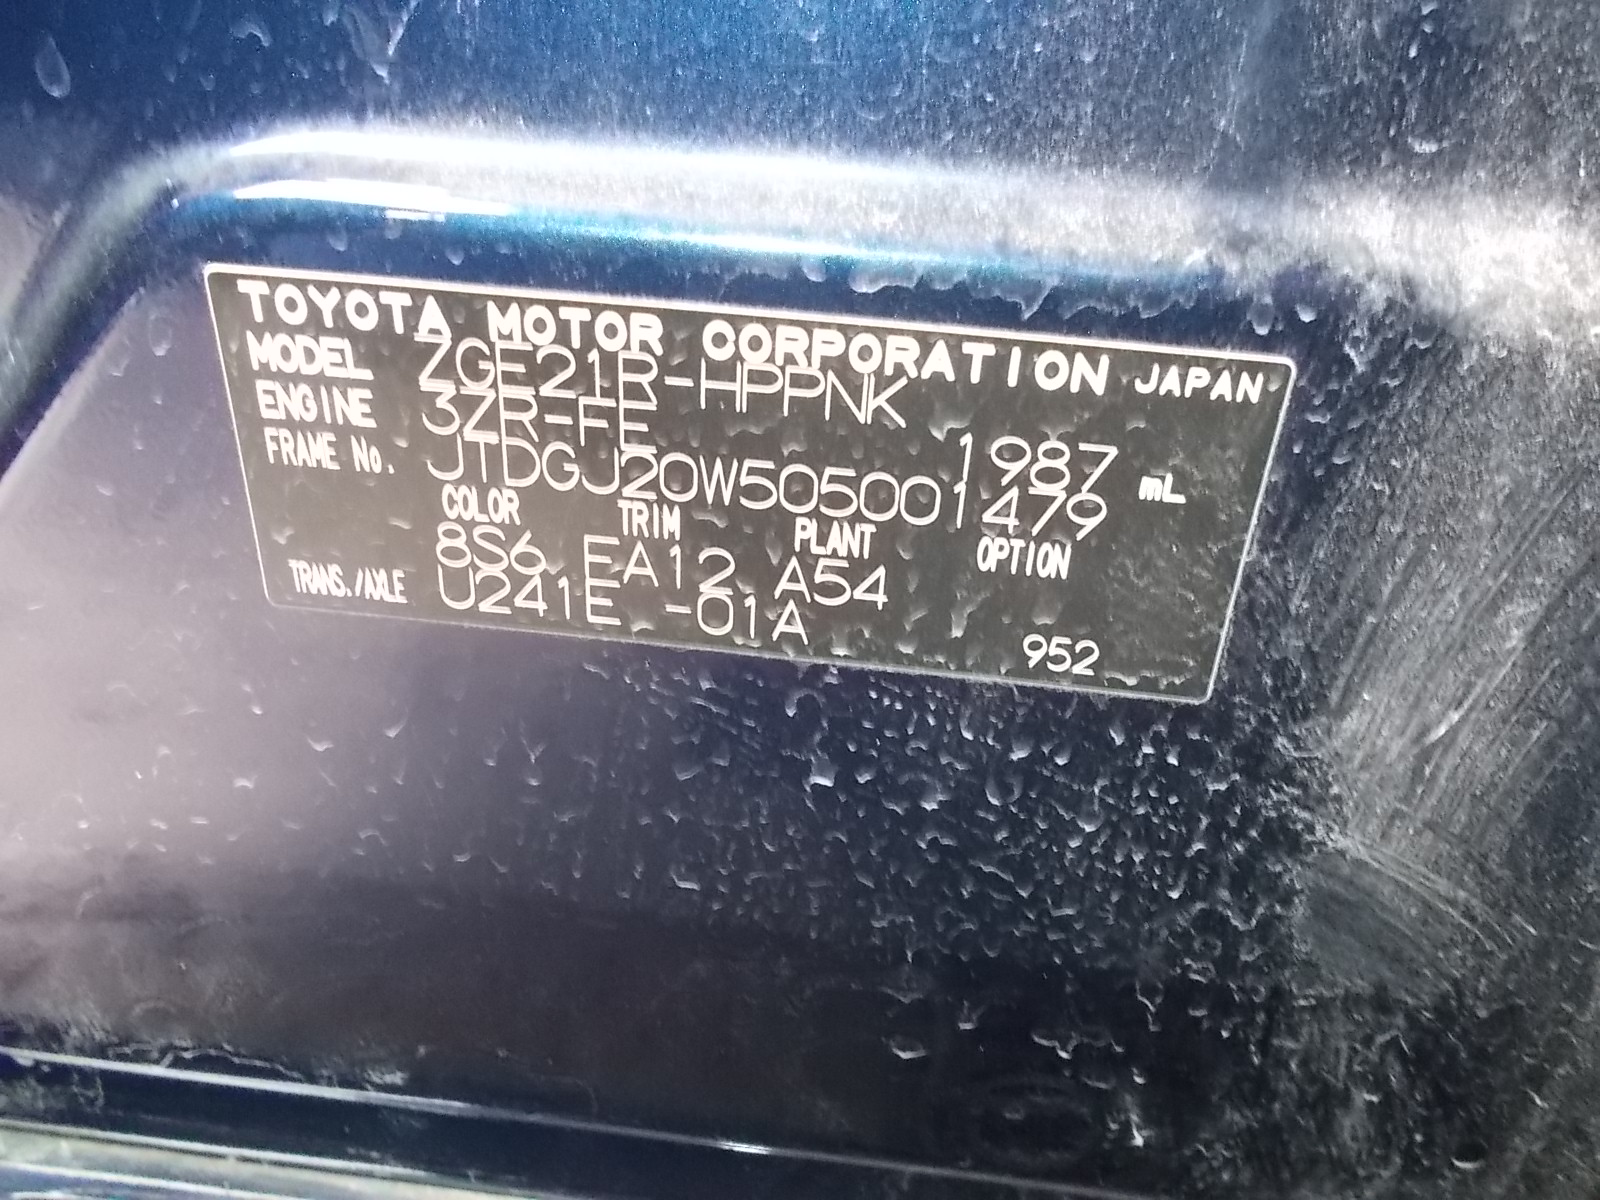 TOYOTA MOTOR CORPORATION JAPAN
MODEL ZGE21R-HPPNK
ENGINE 3ZR-FE 1987 mL
FRAME No. JTDGJ20W505001479
COLOR TRIM PLANT OPTION
8S6 EA12 A54
TRANS./AXLE U241E -01A
952